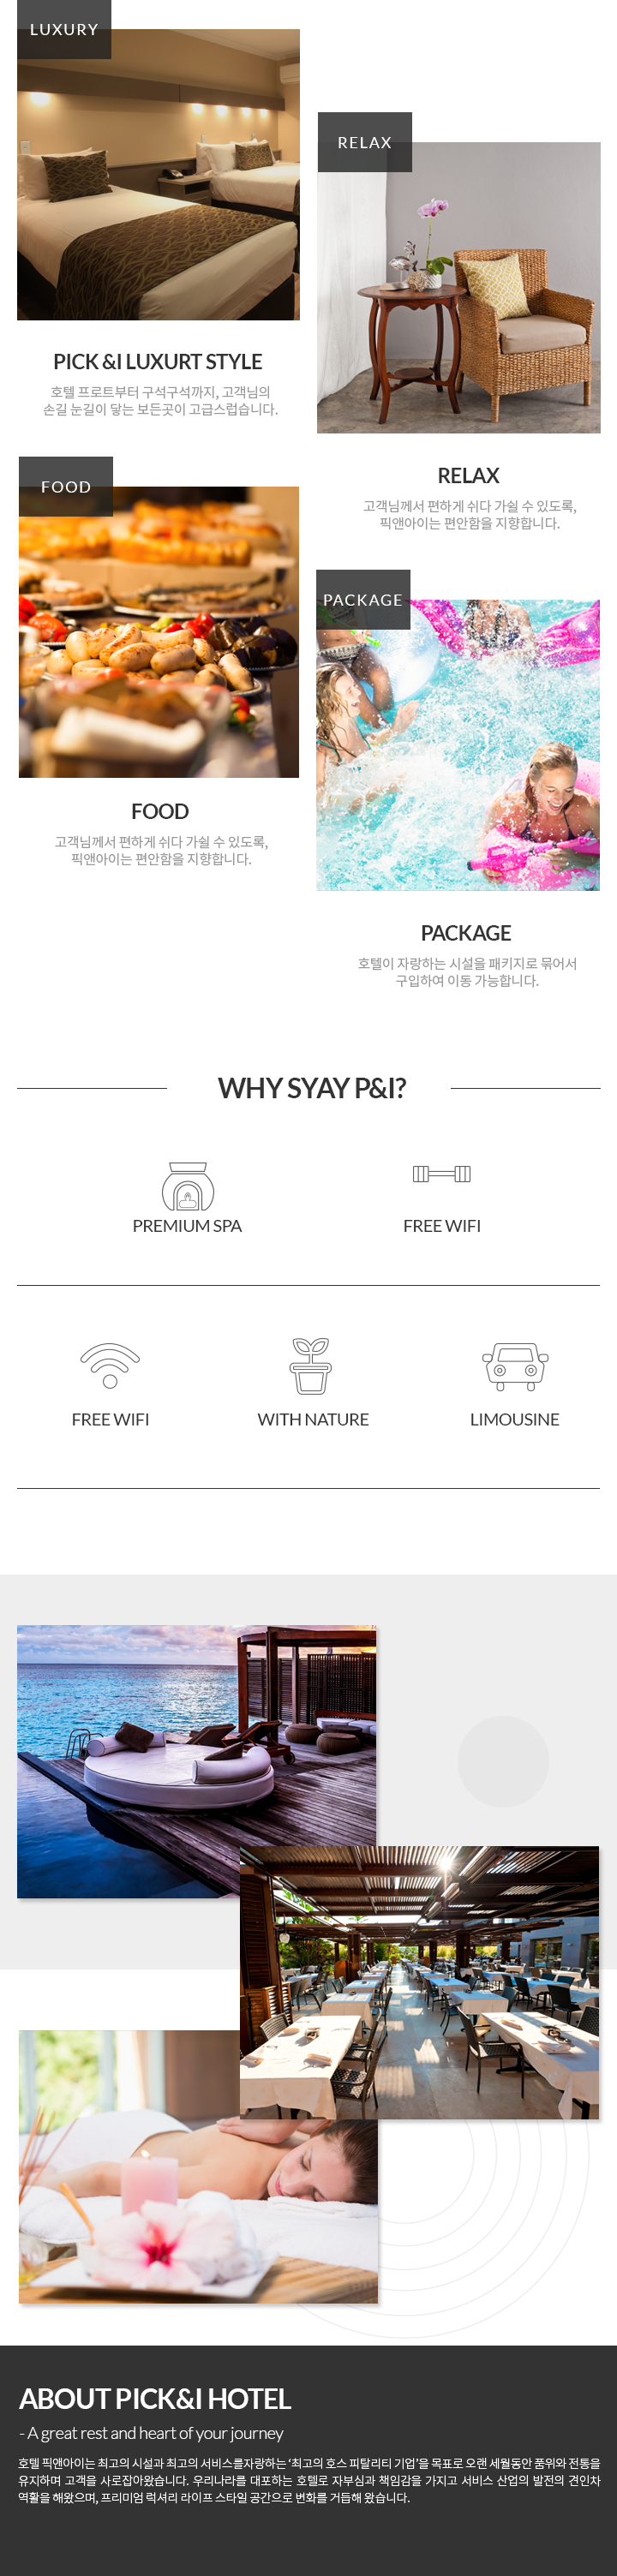 LUXURY
PICK &I LUXURT STYLE
호텔 프로트부터 구석구석까지, 고객님의
손길 눈길이 닿는 보든곳이 고급스럽습니다.
RELAX
RELAX
고객님께서 편하게 쉬다 가쉴 수 있도록,
픽앤아이는 편안함을 지향합니다.
FOOD
FOOD
고객님께서 편하게 쉬다 가쉴 수 있도록,
픽앤아이는 편안함을 지향합니다.
PACKAGE
PACKAGE
호텔이 자랑하는 시설을 패키지로 묶어서
구입하여 이동 가능합니다.
WHY SYAY P&I?
PREMIUM SPA
FREE WIFI
FREE WIFI
WITH NATURE
LIMOUSINE
ABOUT PICK&I HOTEL
- A great rest and heart of your journey
호텔 픽앤아이는 최고의 시설과 최고의 서비스를자랑하는 ‘최고의 호스 피탈리티 기업’을 목표로 오랜 세월동안 품위와 전통을
유지하며 고객을 사로잡아왔습니다. 우리나라를 대포하는 호텔로 자부심과 책임감을 가지고 서비스 산업의 발전의 견인차
역활을 해왔으며, 프리미엄 럭셔리 라이프 스타일 공간으로 변화를 거듭해 왔습니다.